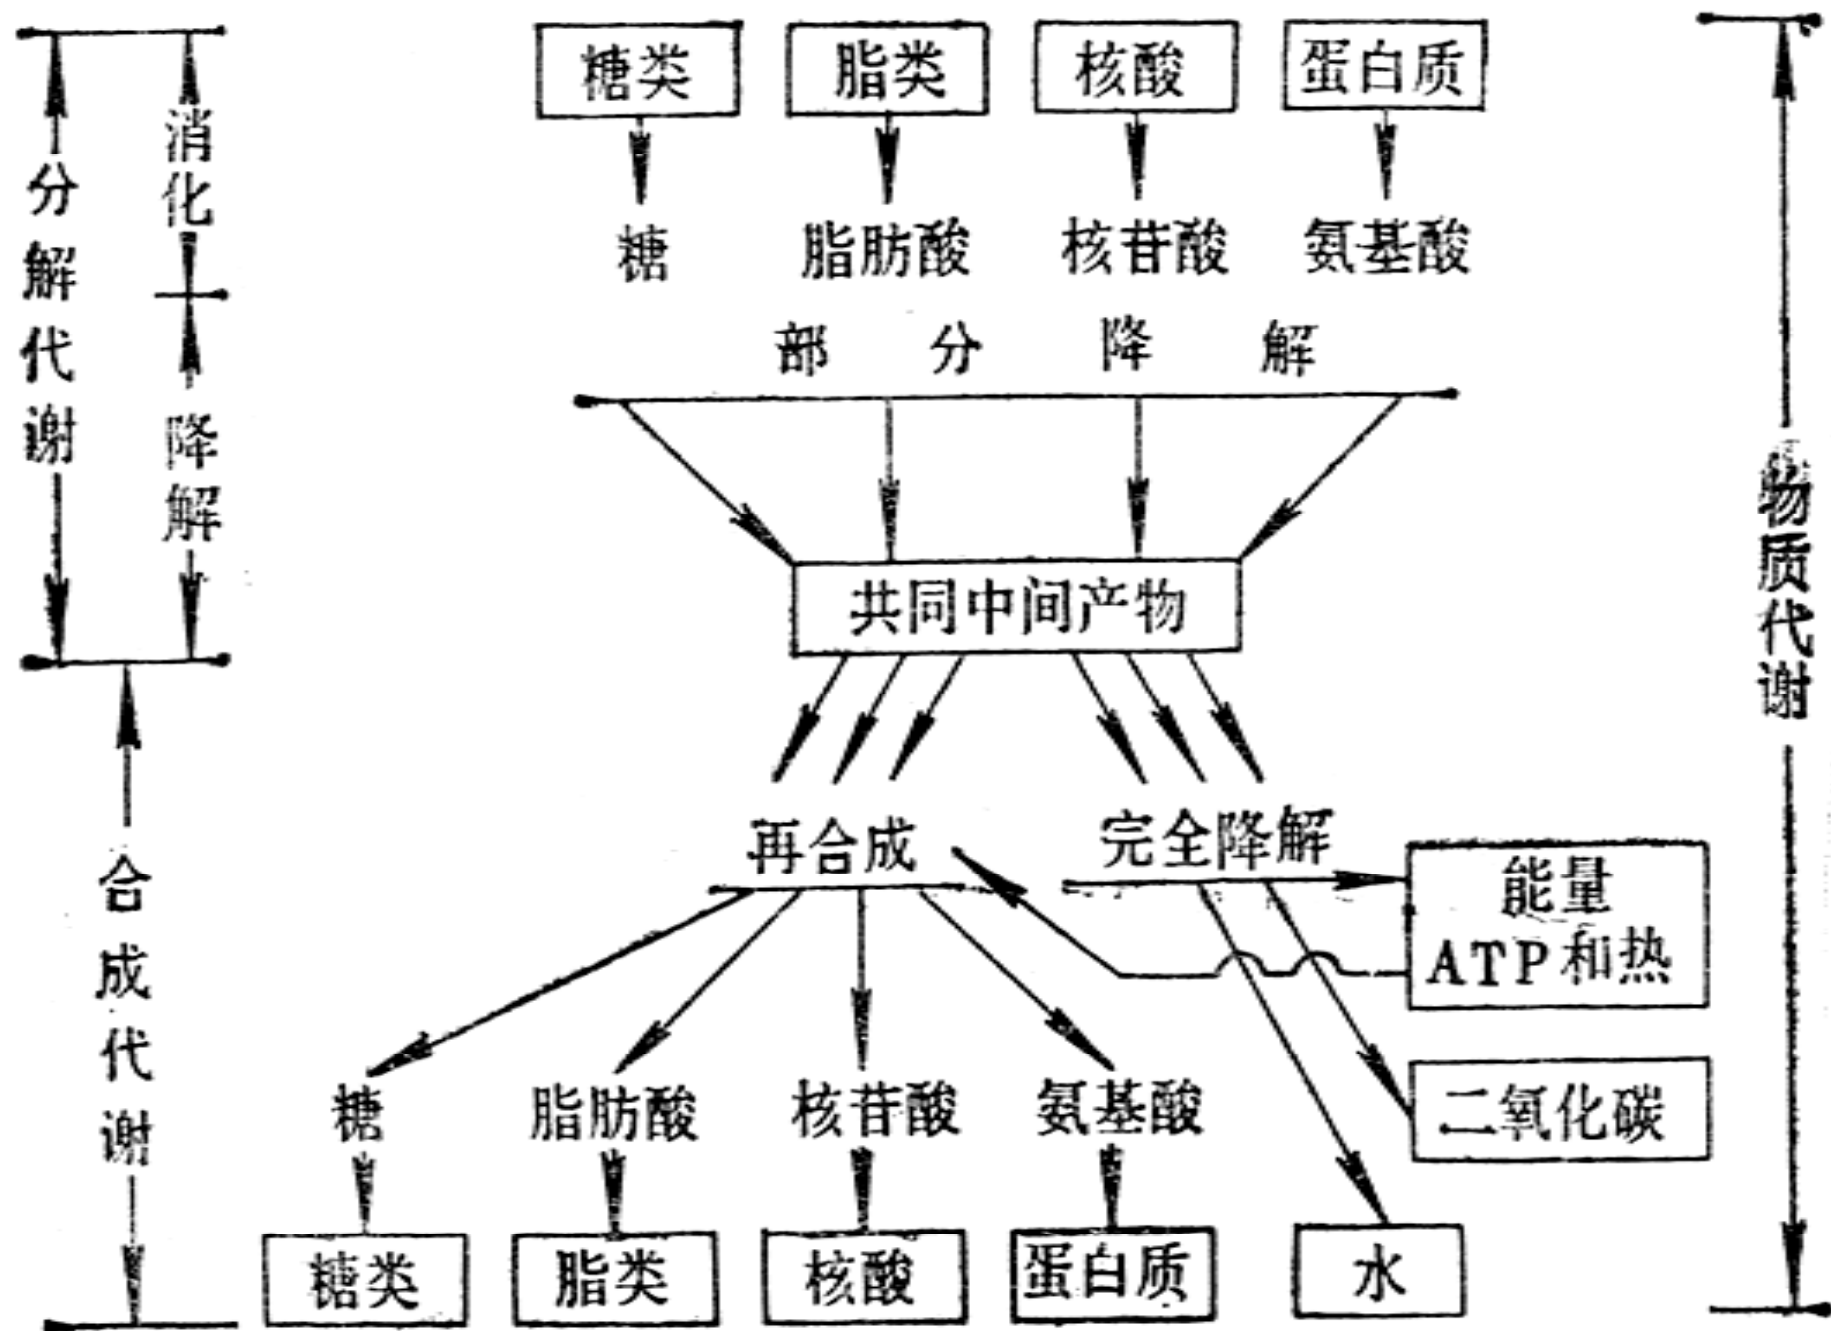 糖类 脂类 核酸 蛋白质
糖 脂肪酸 核苷酸 氨基酸
部分降解
共同中间产物
再合成 完全降解
能量
ATP和热
二氧化碳
糖 脂肪酸 核苷酸 氨基酸
糖类 脂类 核酸 蛋白质 水
分解代谢
消化
降解
合成代谢
物质代谢